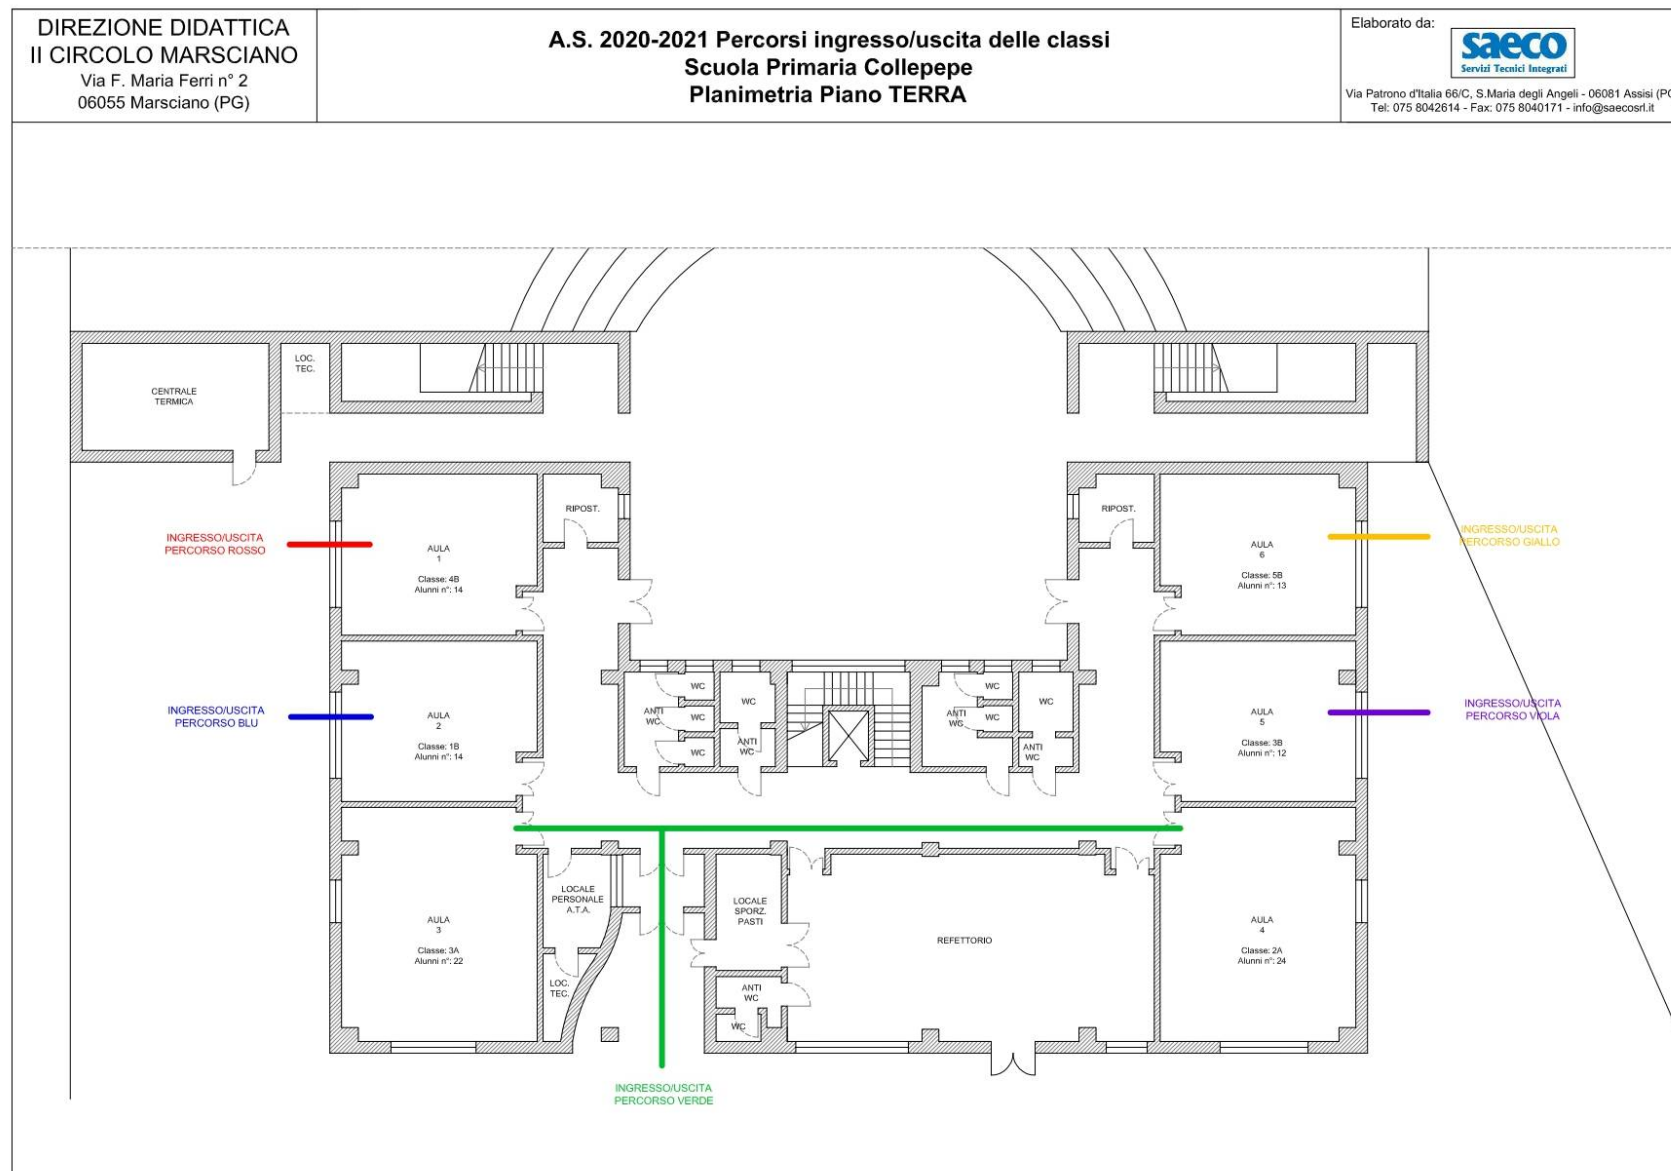 DIREZIONE DIDATTICA
II CIRCOLO MARSCIANO
Via F. Maria Ferri n° 2
06055 Marsciano (PG)
A.S. 2020-2021 Percorsi ingresso/uscita delle classi
Scuola Primaria Collepepe
Planimetria Piano TERRA
Elaborato da:
saeco
Servizi Tecnici Integrati
Via Patrono d'Italia 66/C, S.Maria degli Angeli - 06081 Assisi (PG
Tel: 075 8042614 - Fax: 075 8040171 - info@saecosrl.it
CENTRALE
TERMICA
LOC.
TEC.
RIPOST.
RIPOST.
INGRESSO/USCITA
PERCORSO ROSSO
AULA
1
Classe: 4B
Alunni n°: 14
AULA
6
Classe: 5B
Alunni n°: 13
INGRESSO/USCITA
PERCORSO GIALLO
INGRESSO/USCITA
PERCORSO BLU
AULA
2
Classe: 1B
Alunni n°: 14
ANTI
WC
WC
WC
WC
WC
ANTI
WC
ANTI
WC
WC
WC
WC
ANTI
WC
AULA
5
Classe: 3B
Alunni n°: 12
INGRESSO/USCITA
PERCORSO VIOLA
AULA
3
Classe: 3A
Alunni n°: 22
LOCALE
PERSONALE
A.T.A.
LOC.
TEC.
LOCALE
SPORZ.
PASTI
ANTI
WC
WC
REFETTORIO
AULA
4
Classe: 2A
Alunni n°: 24
INGRESSO/USCITA
PERCORSO VERDE